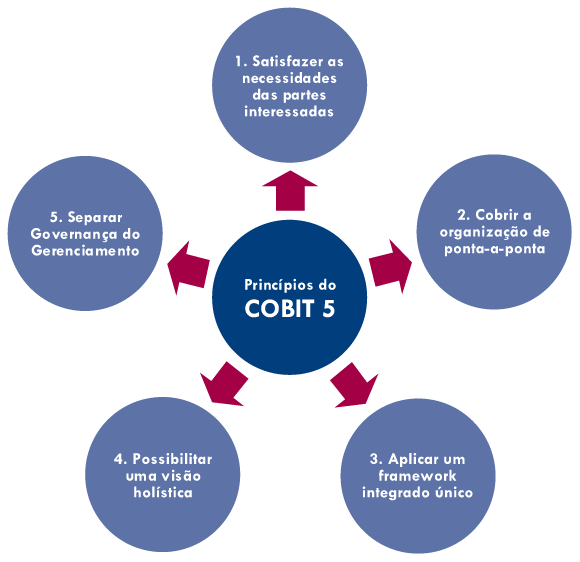 1. Satisfazer as
necessidades
das partes
interessadas
2. Cobrir a
organização de
ponta-a-ponta
3. Aplicar um
framework
integrado único
4. Possibilitar
uma visão
holística
5. Separar
Governança do
Gerenciamento
Princípios do
COBIT 5